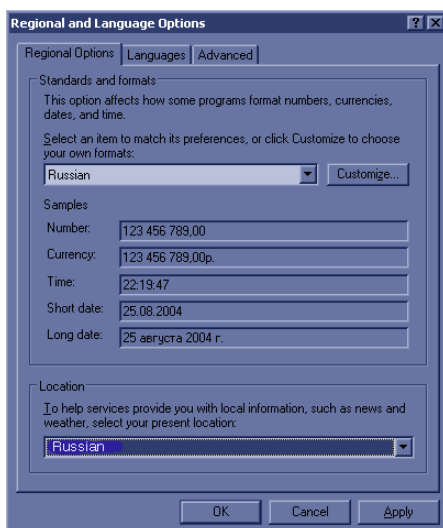 Regional and Language Options
Regional Options Languages Advanced
Standards and formats
This option affects how some programs format numbers, currencies,
dates, and time.
Select an item to match its preferences, or click Customize to choose
your own formats:
Russian Customize...
Samples
Number: 123 456 789,00
Currency: 123 456 789,00р.
Time: 22:19:47
Short date: 25.08.2004
Long date: 25 августа 2004 г.
Location
To help services provide you with local information, such as news and
weather, select your present location:
Russian
OK Cancel Apply